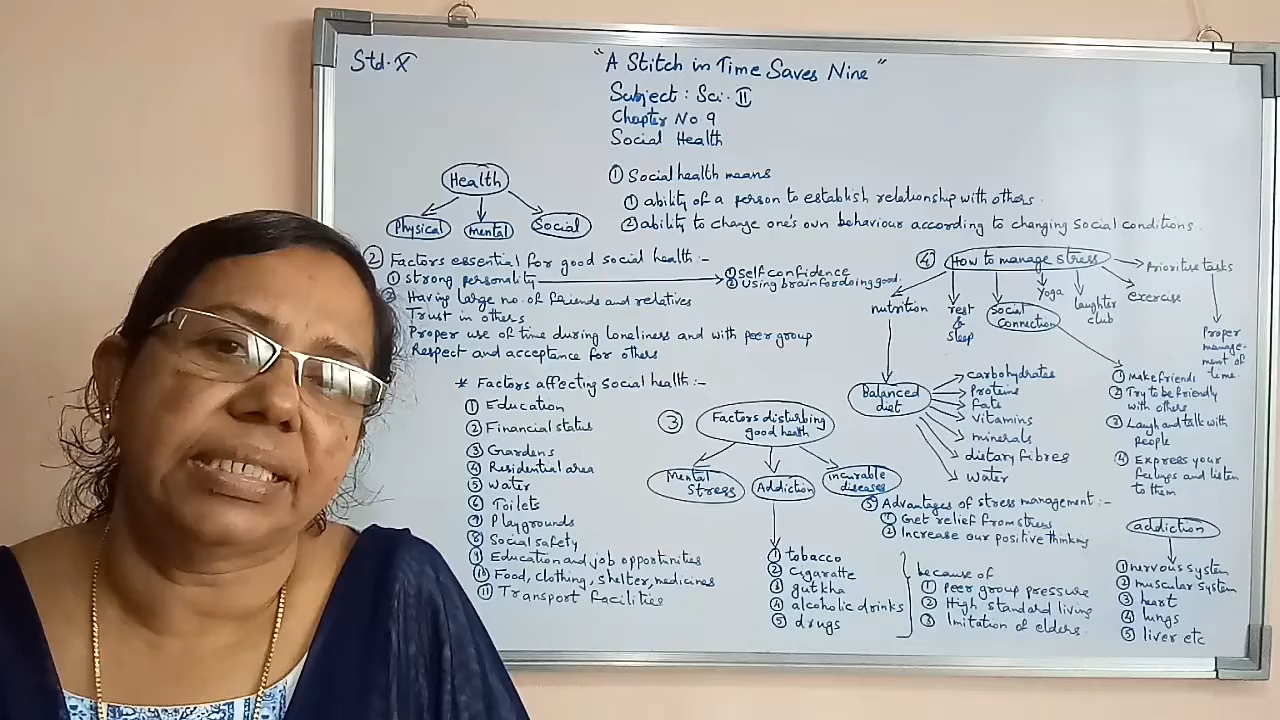 Std. X
"A Stitch in Time Saves Nine"
Subject : Sci. II
Chapter No 9
Social Health
Health
Physical
mental
Social
① Social health means
① ability of a person to establish relationship with others.
② ability to change one's own behaviour according to changing social conditions.
② Factors essential for good social health :-
① Strong personality
① Self confidence
② Using brain for doing good.
② Having large no. of friends and relatives
Trust in others
Proper use of time during loneliness and with peer group
Respect and acceptance for others
* Factors affecting social health :-
① Education
② Financial status
③ Gardens
④ Residential area
⑤ Water
⑥ Toilets
⑦ Playgrounds
⑧ Social safety
⑨ Education and job opportunities
⑩ Food, clothing, shelter, medicines
⑪ Transport facilities
③ Factors disturbing
good health
Mental
Stress
Addiction
incurable
diseases
① tobacco
② cigaratte
③ gutkha
④ alcoholic drinks
⑤ drugs
because of
① Peer group pressure
② High standard living
③ Imitation of elders.
④ How to manage stress
nutrition
rest
&
sleep
Social
Connection
Yoga
laughter
club
exercise
Prioritise tasks
Proper
manage-
ment of
time.
Balanced
diet
carbohydrates
Proteins
Fats
Vitamins
minerals
dietary fibres
Water
① Make friends
② Try to be friendly
with others
③ Laugh and talk with
people
④ Express your
feelings and listen
to them.
⑤ Advantages of stress management :-
① Get relief from stress
② Increase our positive thinking
addiction
① nervous system
② muscular system
③ heart
④ lungs
⑤ liver etc